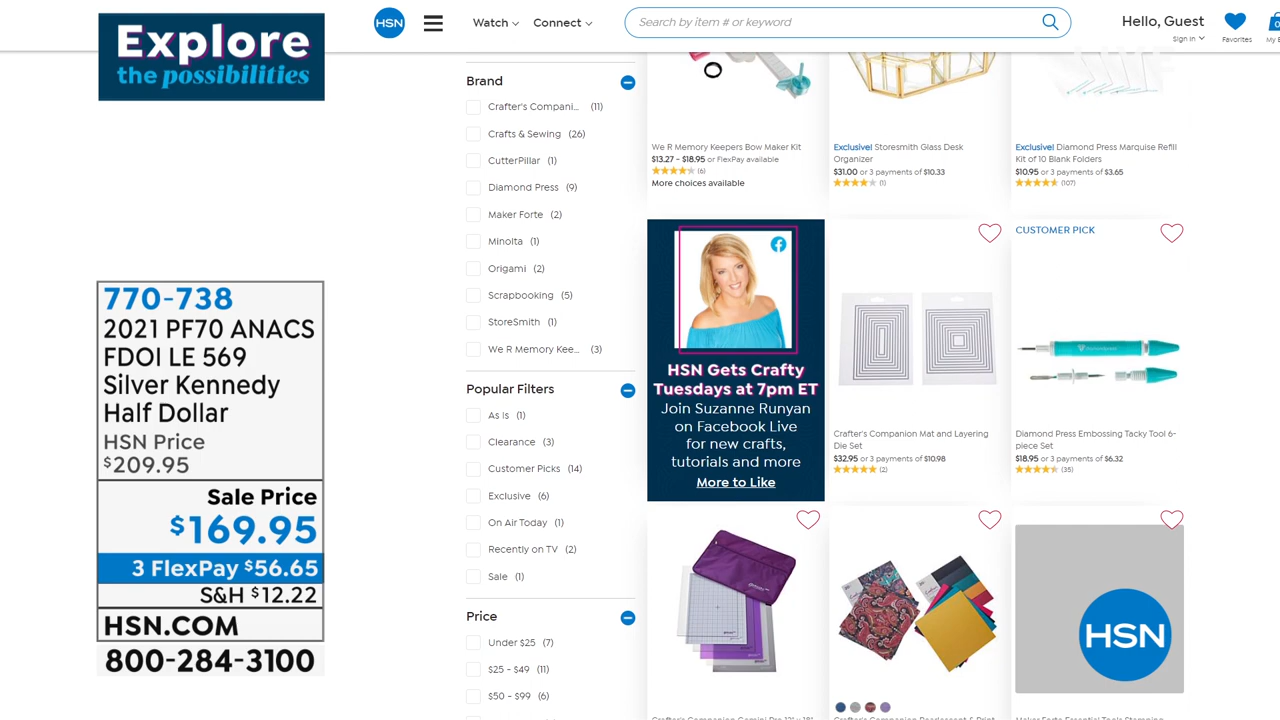 Explore
the possibilities
HSN
Watch
Connect
Search by item # or keyword
Hello, Guest
Sign In
Favorites
0
LIVE
Brand
Crafter's Compani... (11)
Crafts & Sewing (26)
CutterPillar (1)
Diamond Press (9)
Maker Forte (2)
Minolta (1)
Origami (2)
Scrapbooking (5)
StoreSmith (1)
We R Memory Kee... (3)
Popular Filters
As Is (1)
Clearance (3)
Customer Picks (14)
Exclusive (6)
On Air Today (1)
Recently on TV (2)
Sale (1)
Price
Under $25 (7)
$25 - $49 (11)
$50 - $99 (6)
We R Memory Keepers Bow Maker Kit
$13.27 - $18.95 or FlexPay available
(6)
More choices available
Exclusive! Storesmith Glass Desk
Organizer
$31.00 or 3 payments of $10.33
(1)
Exclusive! Diamond Press Marquise Refill
Kit of 10 Blank Folders
$10.95 or 3 payments of $3.65
(107)
HSN Gets Crafty
Tuesdays at 7pm ET
Join Suzanne Runyan
on Facebook Live
for new crafts,
tutorials and more
More to Like
Crafter's Companion Mat and Layering
Die Set
$32.95 or 3 payments of $10.98
(2)
CUSTOMER PICK
Diamond Press Embossing Tacky Tool 6-
piece Set
$18.95 or 3 payments of $6.32
(35)
HSN
770-738
2021 PF70 ANACS
FDOI LE 569
Silver Kennedy
Half Dollar
HSN Price
$209.95
Sale Price
$169.95
3 FlexPay $56.65
S&H $12.22
HSN.COM
800-284-3100